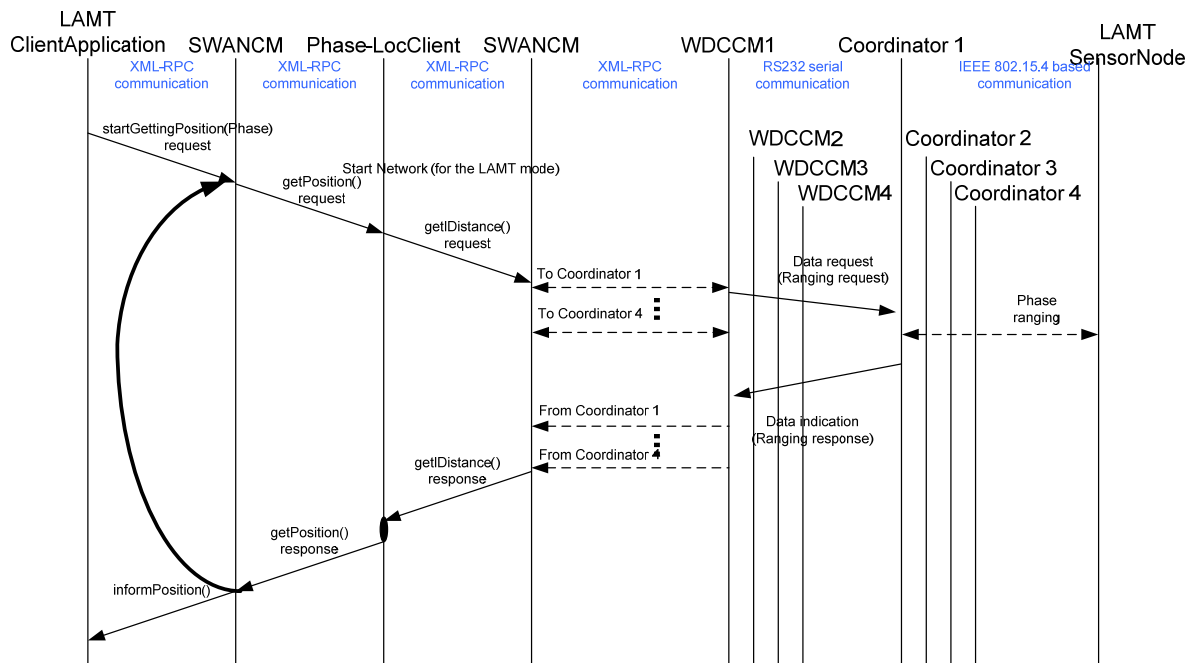 LAMT
ClientApplication
SWANCM
Phase-LocClient
SWANCM
WDCCM1
Coordinator 1
LAMT
SensorNode
XML-RPC
communication
XML-RPC
communication
XML-RPC
communication
XML-RPC
communication
RS232 serial
communication
IEEE 802.15.4 based
communication
startGettingPosition(Phase)
request
WDCCM2
Coordinator 2
Start Network (for the LAMT mode)
WDCCM3
Coordinator 3
getPosition()
request
WDCCM4
Coordinator 4
getIDistance()
request
To Coordinator 1
Data request
(Ranging request)
To Coordinator 4
Phase
ranging
From Coordinator 1
Data indication
(Ranging response)
From Coordinator 4
getIDistance()
response
getPosition()
response
informPosition()